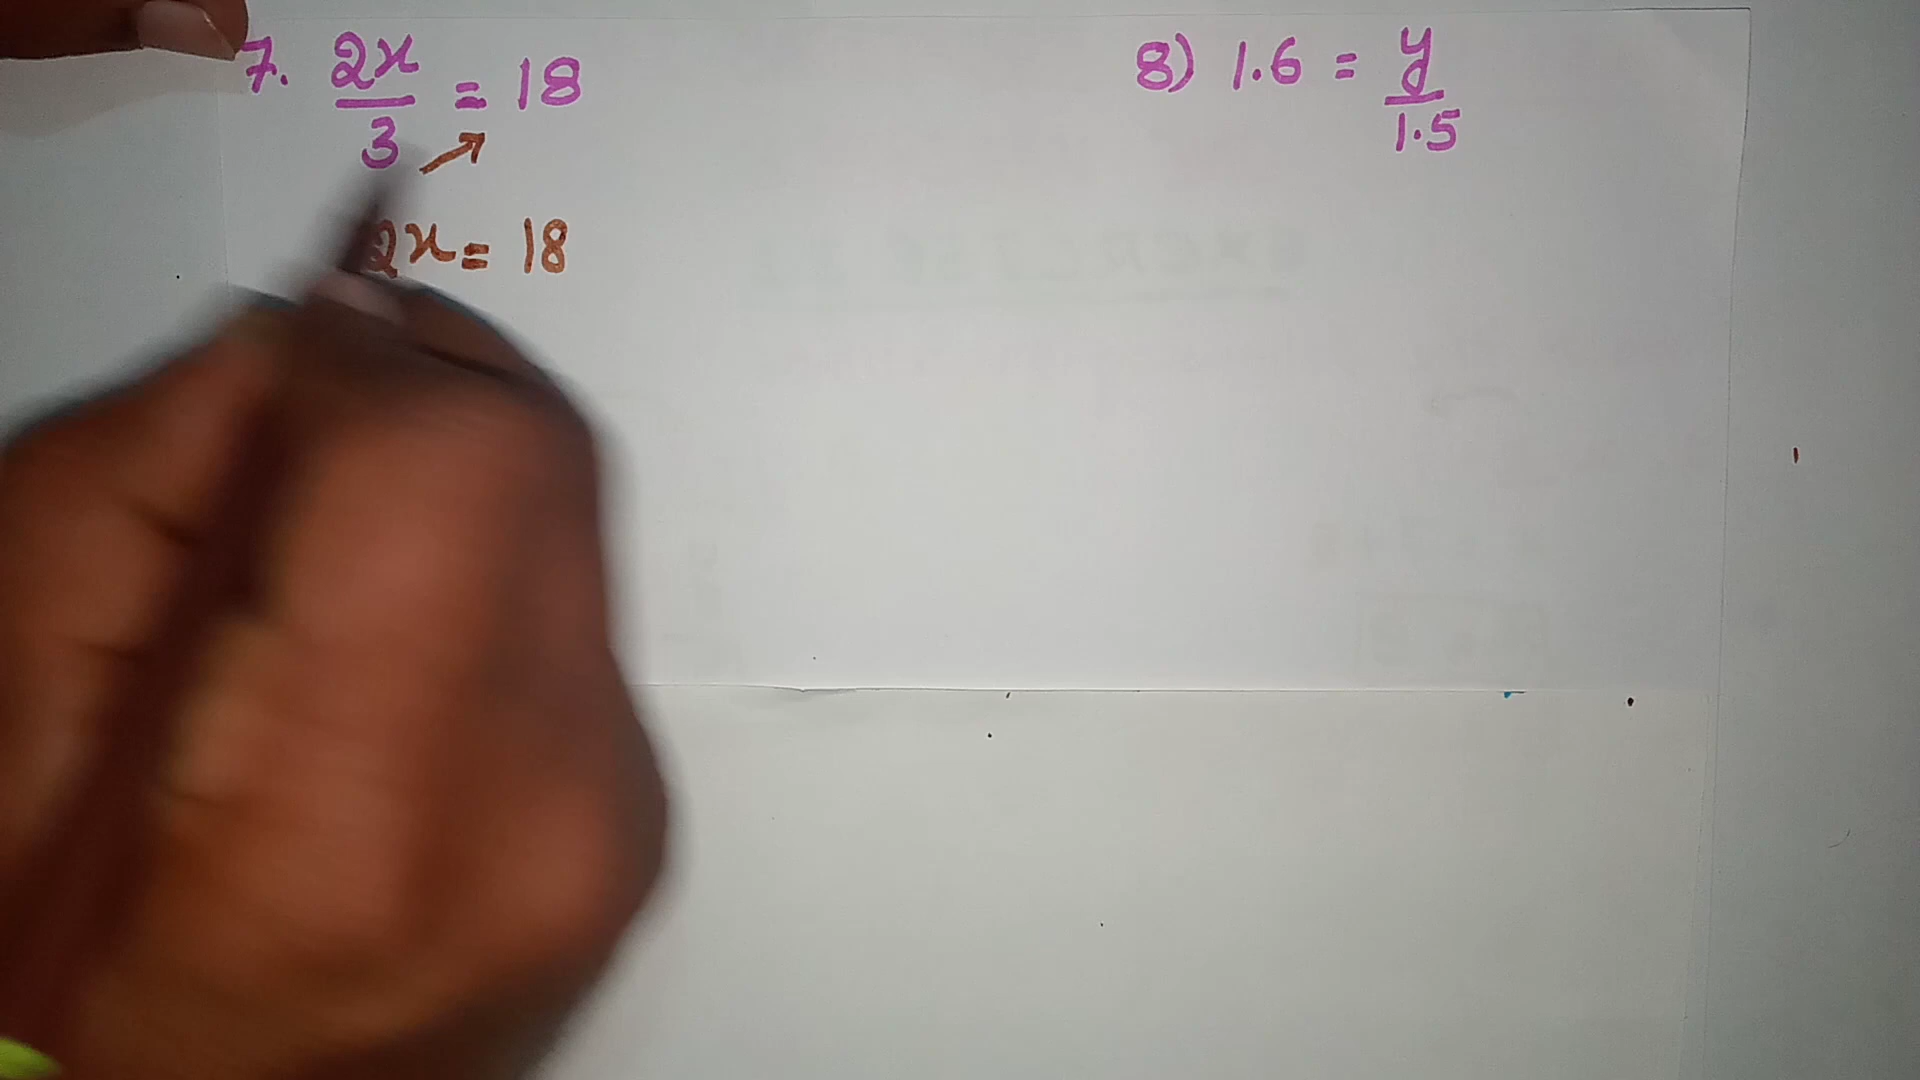 7. 2x/3 = 18
2x = 18
8) 1.6 = y/1.5